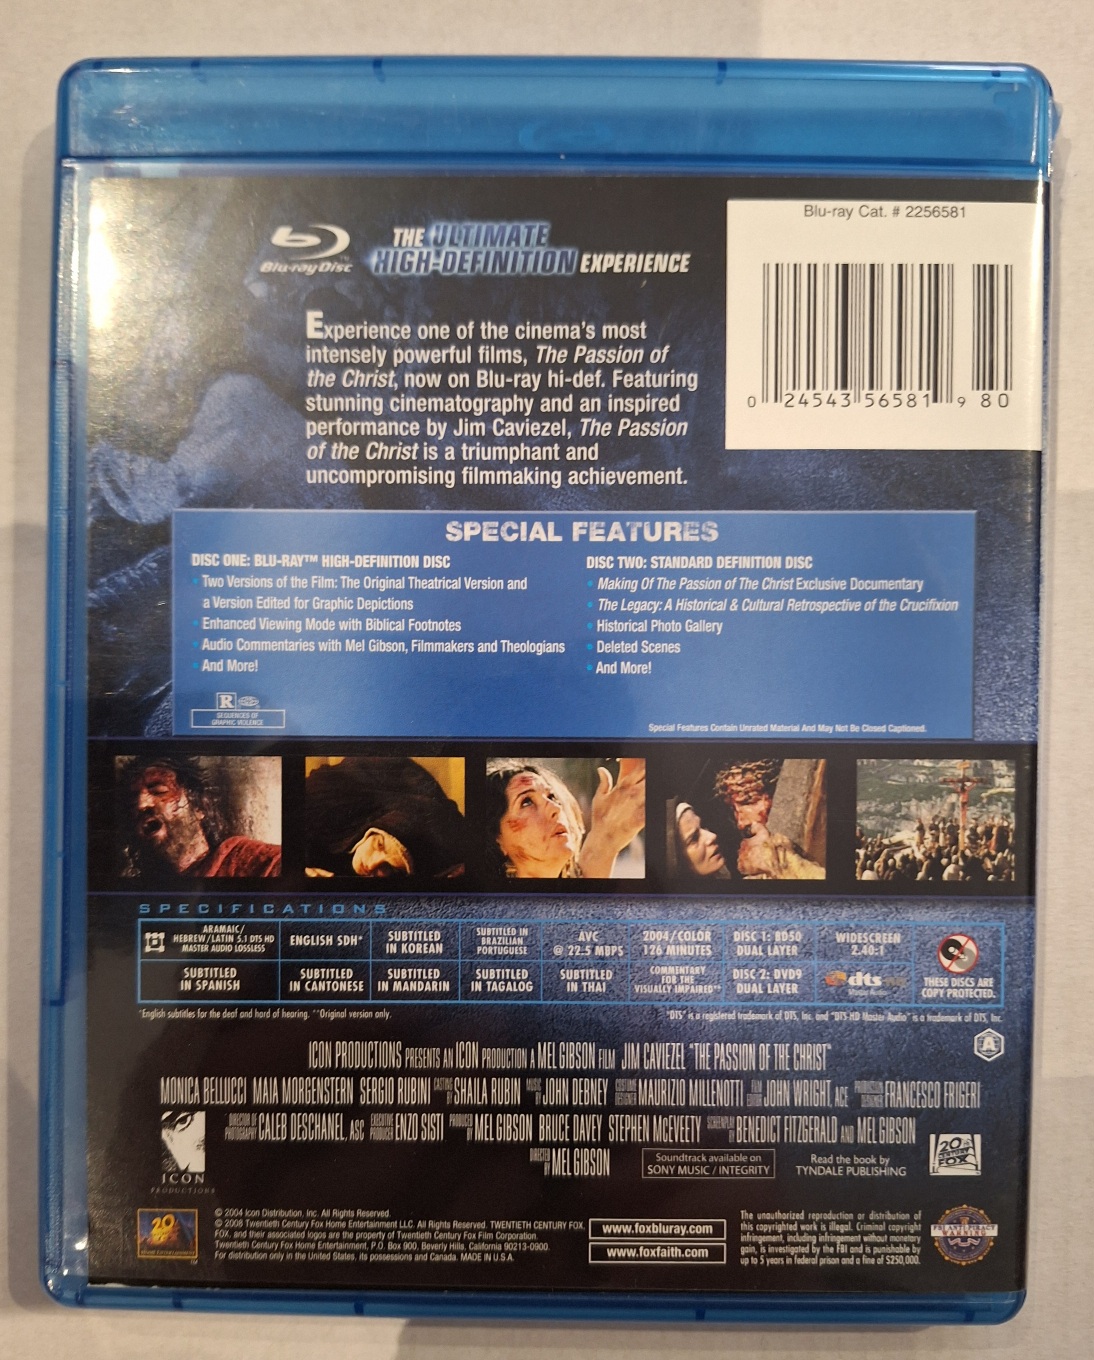 Blu-ray Cat. # 2256581
Blu-ray Disc
THE ULTIMATE
HIGH-DEFINITION EXPERIENCE
0 24543 56581 9 80
Experience one of the cinema's most
intensely powerful films, The Passion of
the Christ, now on Blu-ray hi-def. Featuring
stunning cinematography and an inspired
performance by Jim Caviezel, The Passion
of the Christ is a triumphant and
uncompromising filmmaking achievement.
SPECIAL FEATURES
DISC ONE: BLU-RAY™ HIGH-DEFINITION DISC
• Two Versions of the Film: The Original Theatrical Version and
a Version Edited for Graphic Depictions
• Enhanced Viewing Mode with Biblical Footnotes
• Audio Commentaries with Mel Gibson, Filmmakers and Theologians
• And More!
DISC TWO: STANDARD DEFINITION DISC
• Making Of The Passion of The Christ Exclusive Documentary
• The Legacy: A Historical & Cultural Retrospective of the Crucifixion
• Historical Photo Gallery
• Deleted Scenes
• And More!
R
SEQUENCES OF
GRAPHIC VIOLENCE
Special Features Contain Unrated Material And May Not Be Closed Captioned.
SPECIFICATIONS
ARAMAIC/
HEBREW/LATIN 5.1 DTS HD
MASTER AUDIO LOSSLESS
ENGLISH SDH*
SUBTITLED
IN KOREAN
SUBTITLED IN
BRAZILIAN
PORTUGUESE
AVC
@ 22.5 MBPS
2004/COLOR
126 MINUTES
DISC 1: BD50
DUAL LAYER
WIDESCREEN
2.40:1
SUBTITLED
IN SPANISH
SUBTITLED
IN CANTONESE
SUBTITLED
IN MANDARIN
SUBTITLED
IN TAGALOG
SUBTITLED
IN THAI
COMMENTARY
FOR THE
VISUALLY IMPAIRED**
DISC 2: DVD9
DUAL LAYER
dts
THESE DISCS ARE
COPY PROTECTED.
*English subtitles for the deaf and hard of hearing. **Original version only.
"DTS" is a registered trademark of DTS, Inc. and "DTS-HD Master Audio" is a trademark of DTS, Inc.
A
ICON PRODUCTIONS PRESENTS AN ICON PRODUCTION A MEL GIBSON FILM JIM CAVIEZEL "THE PASSION OF THE CHRIST"
MONICA BELLUCCI MAIA MORGENSTERN SERGIO RUBINI CASTING BY SHAILA RUBIN MUSIC BY JOHN DEBNEY COSTUME DESIGNER MAURIZIO MILLENOTTI FILM EDITOR JOHN WRIGHT, ACE PRODUCTION DESIGNER FRANCESCO FRIGERI
DIRECTOR OF PHOTOGRAPHY CALEB DESCHANEL, ASC EXECUTIVE PRODUCER ENZO SISTI PRODUCED BY MEL GIBSON BRUCE DAVEY STEPHEN McEVEETY SCREENPLAY BY BENEDICT FITZGERALD AND MEL GIBSON
DIRECTED BY MEL GIBSON
Soundtrack available on
SONY MUSIC / INTEGRITY
Read the book by
TYNDALE PUBLISHING
ICON
PRODUCTIONS
20th
CENTURY
FOX
20
© 2004 Icon Distribution, Inc. All Rights Reserved.
© 2008 Twentieth Century Fox Home Entertainment LLC. All Rights Reserved. TWENTIETH CENTURY FOX,
FOX, and their associated logos are the property of Twentieth Century Fox Film Corporation.
Twentieth Century Fox Home Entertainment, P.O. Box 900, Beverly Hills, California 90213-0900.
For distribution only in the United States, its possessions and Canada. MADE IN U.S.A.
www.foxbluray.com
www.foxfaith.com
The unauthorized reproduction or distribution of
this copyrighted work is illegal. Criminal copyright
infringement, including infringement without monetary
gain, is investigated by the FBI and is punishable by
up to 5 years in federal prison and a fine of $250,000.
FBI ANTI-PIRACY
WARNING